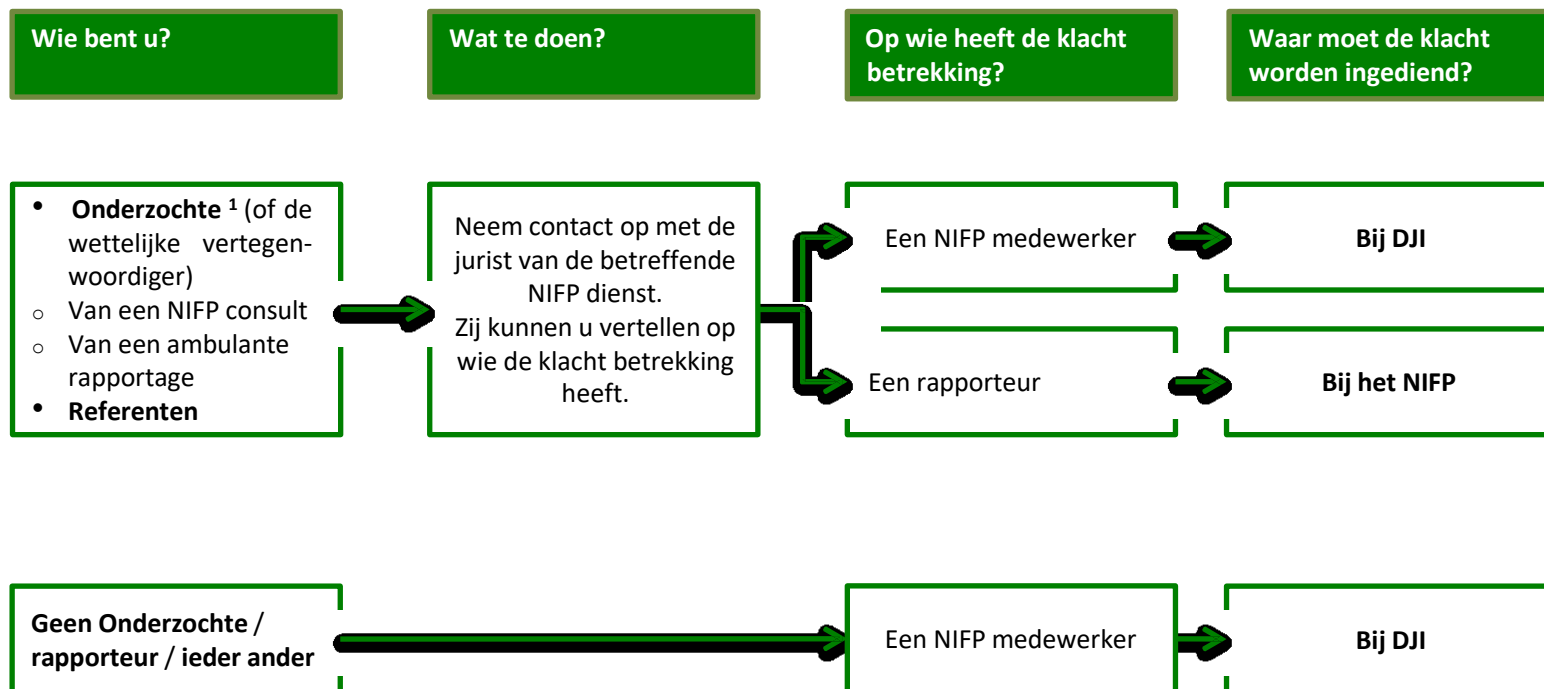 Wie bent u?
Wat te doen?
Op wie heeft de klacht
betrekking?
Waar moet de klacht
worden ingediend?
• Onderzochte ¹ (of de
wettelijke vertegen-
woordiger)
o Van een NIFP consult
o Van een ambulante
rapportage
• Referenten
Neem contact op met de
jurist van de betreffende
NIFP dienst.
Zij kunnen u vertellen op
wie de klacht betrekking
heeft.
Een NIFP medewerker
Bij DJI
Een rapporteur
Bij het NIFP
Geen Onderzochte /
rapporteur / ieder ander
Een NIFP medewerker
Bij DJI